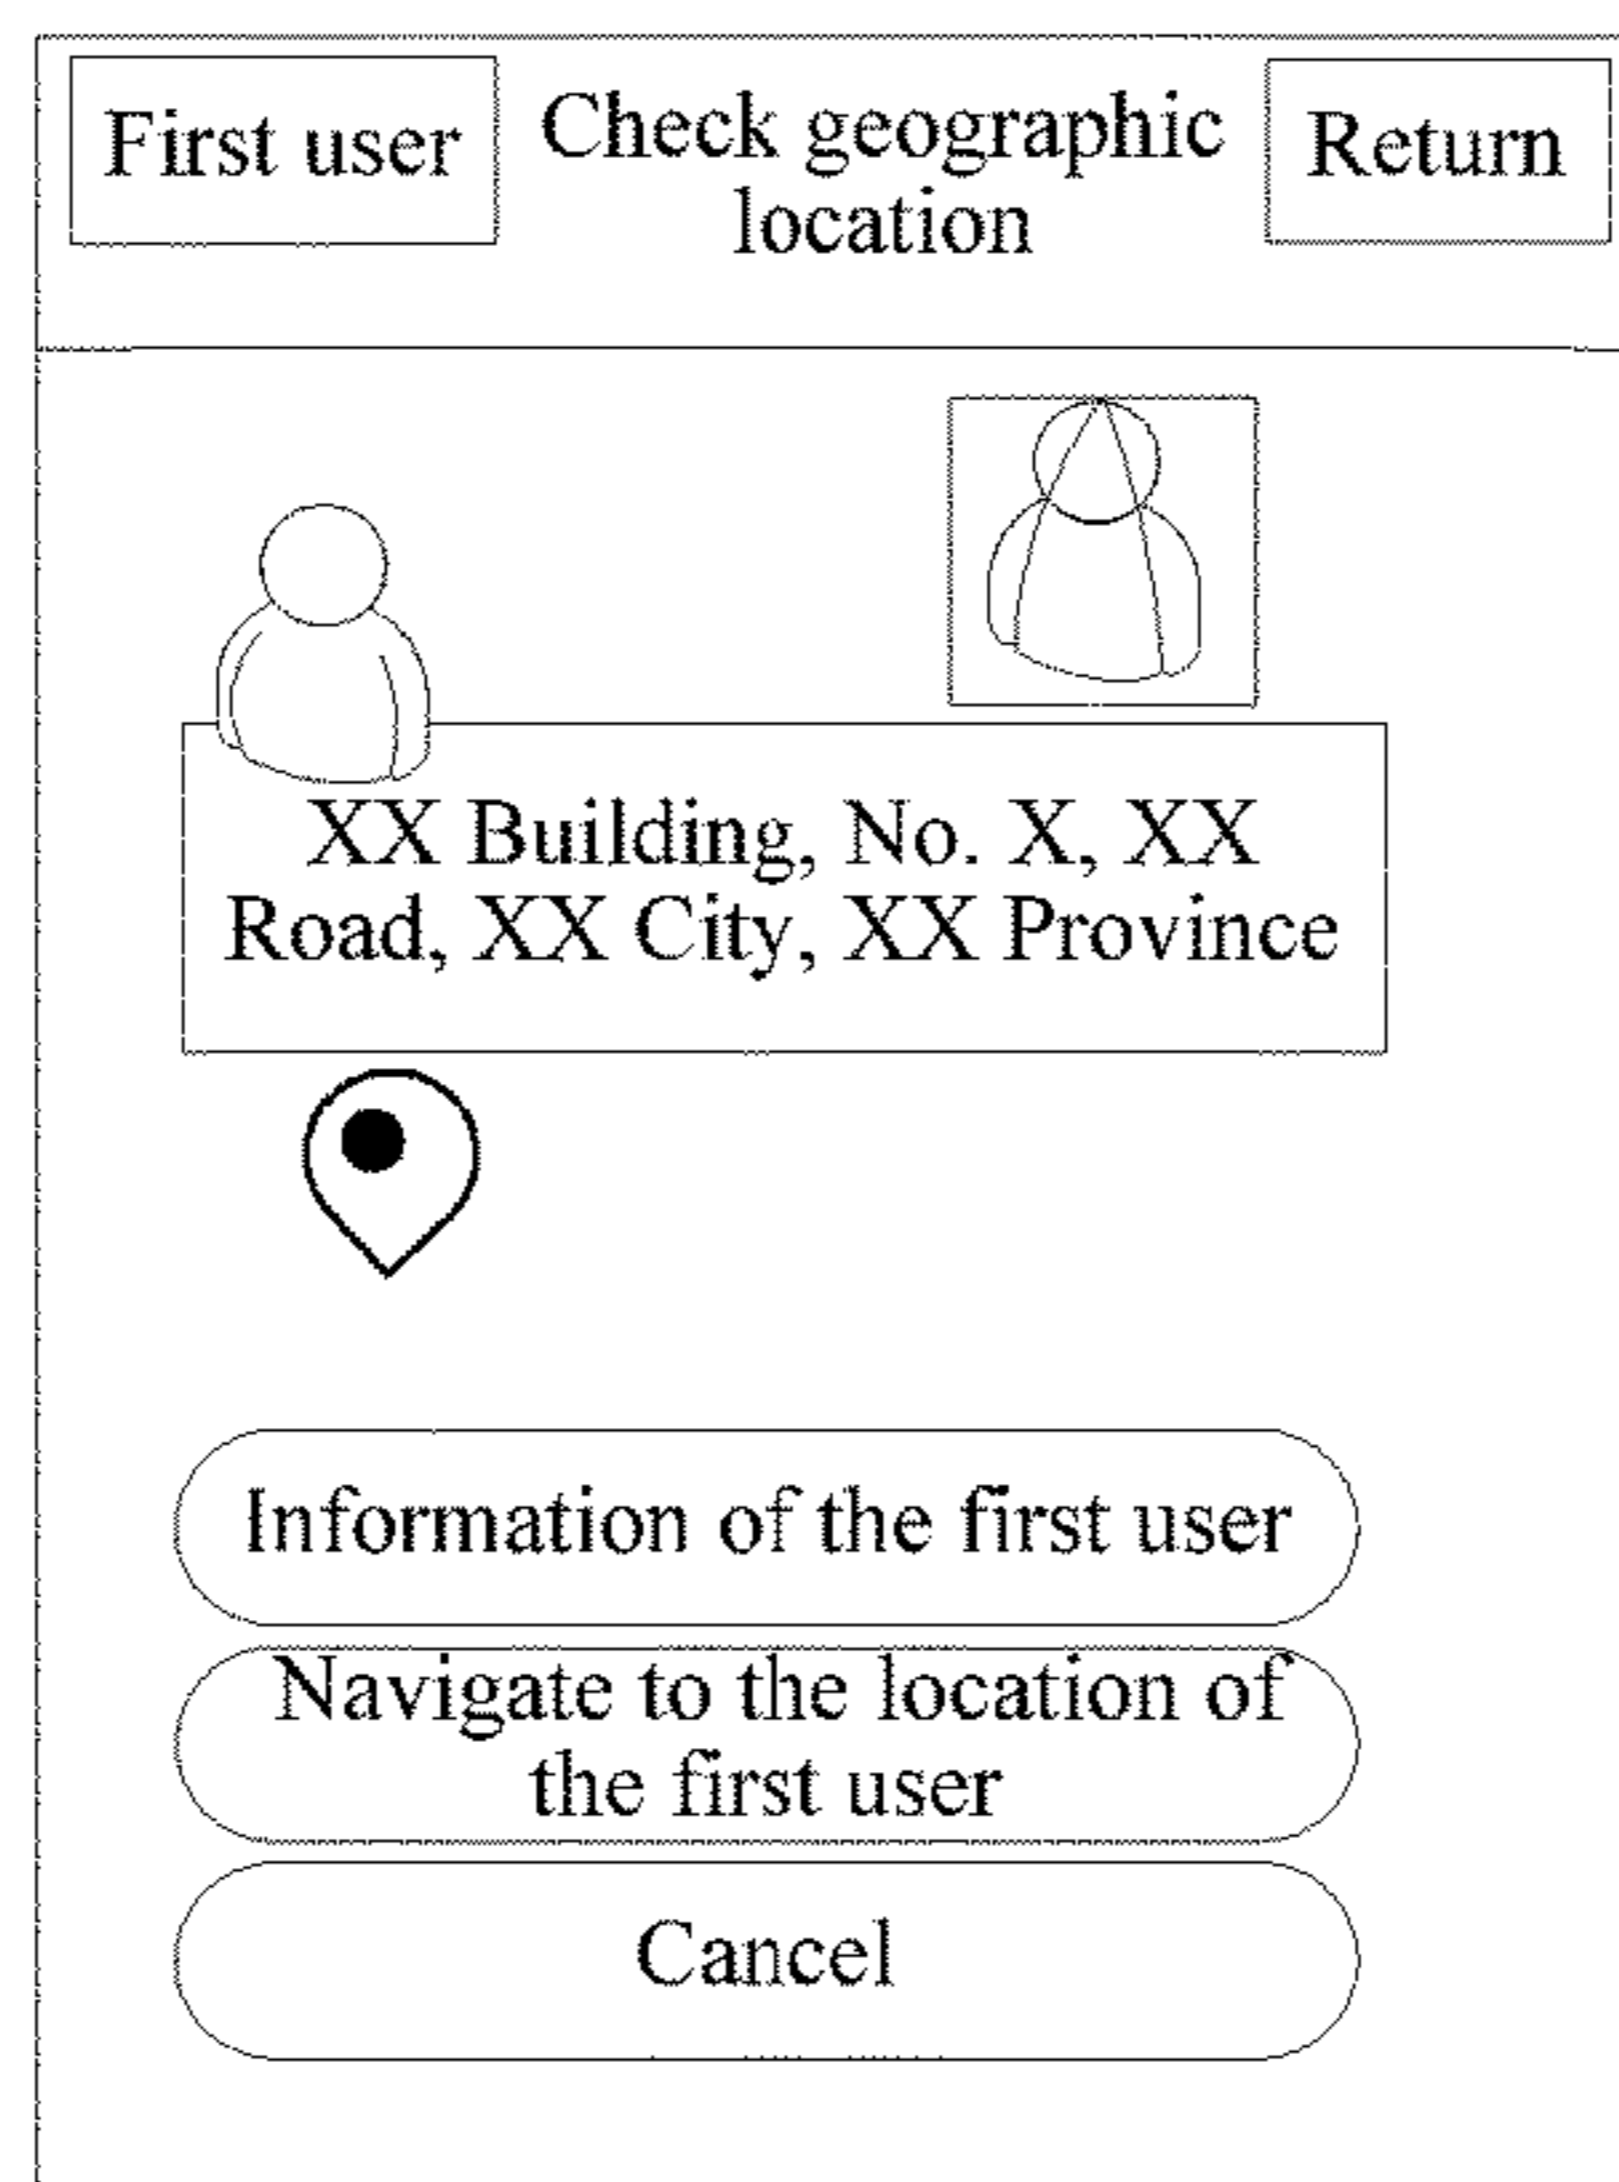 First user
Check geographic
location
Return
XX Building, No. X, XX
Road, XX City, XX Province
Information of the first user
Navigate to the location of
the first user
Cancel